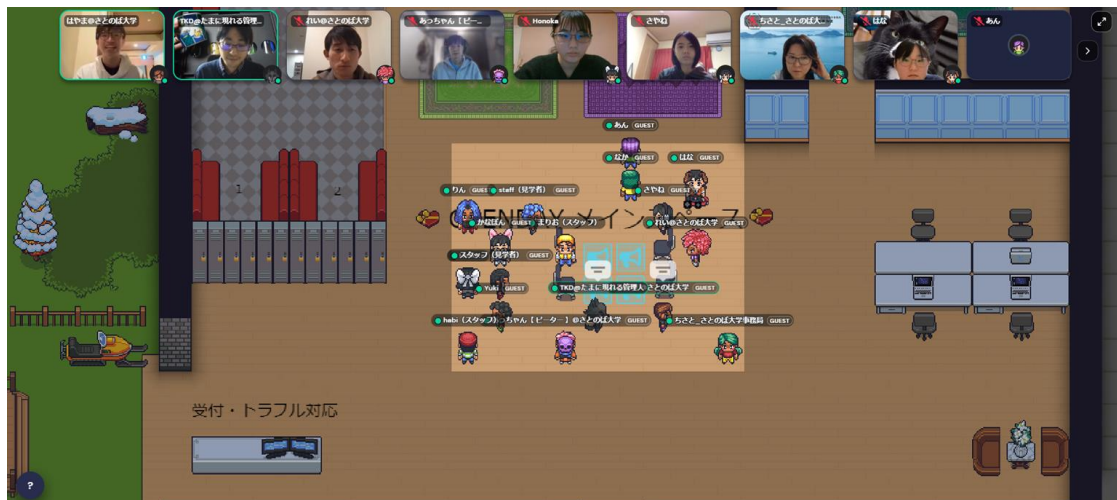 はやま@さとのば大学
TKD@たまに現れる管理...
れい@さとのば大学
あっちゃん【ピー...
Honoka
さやね
ちさと_さとのば大...
はな
あん
あん GUEST
なか GUEST
はな GUEST
りん GUEST
staff（見学者） GUEST
さやね GUEST
1
2
メインスペース
かなぽん GUEST
まりお（スタッフ）
れい@さとのば大学 GUEST
スタッフ（見学者） GUEST
Yuki GUEST
TKD@たまに現れる管理人
さとのば大学 GUEST
habi（スタッフ）
っちゃん【ピーター】@さとのば大学 GUEST
ちさと_さとのば大学事務局 GUEST
受付・トラブル対応
?